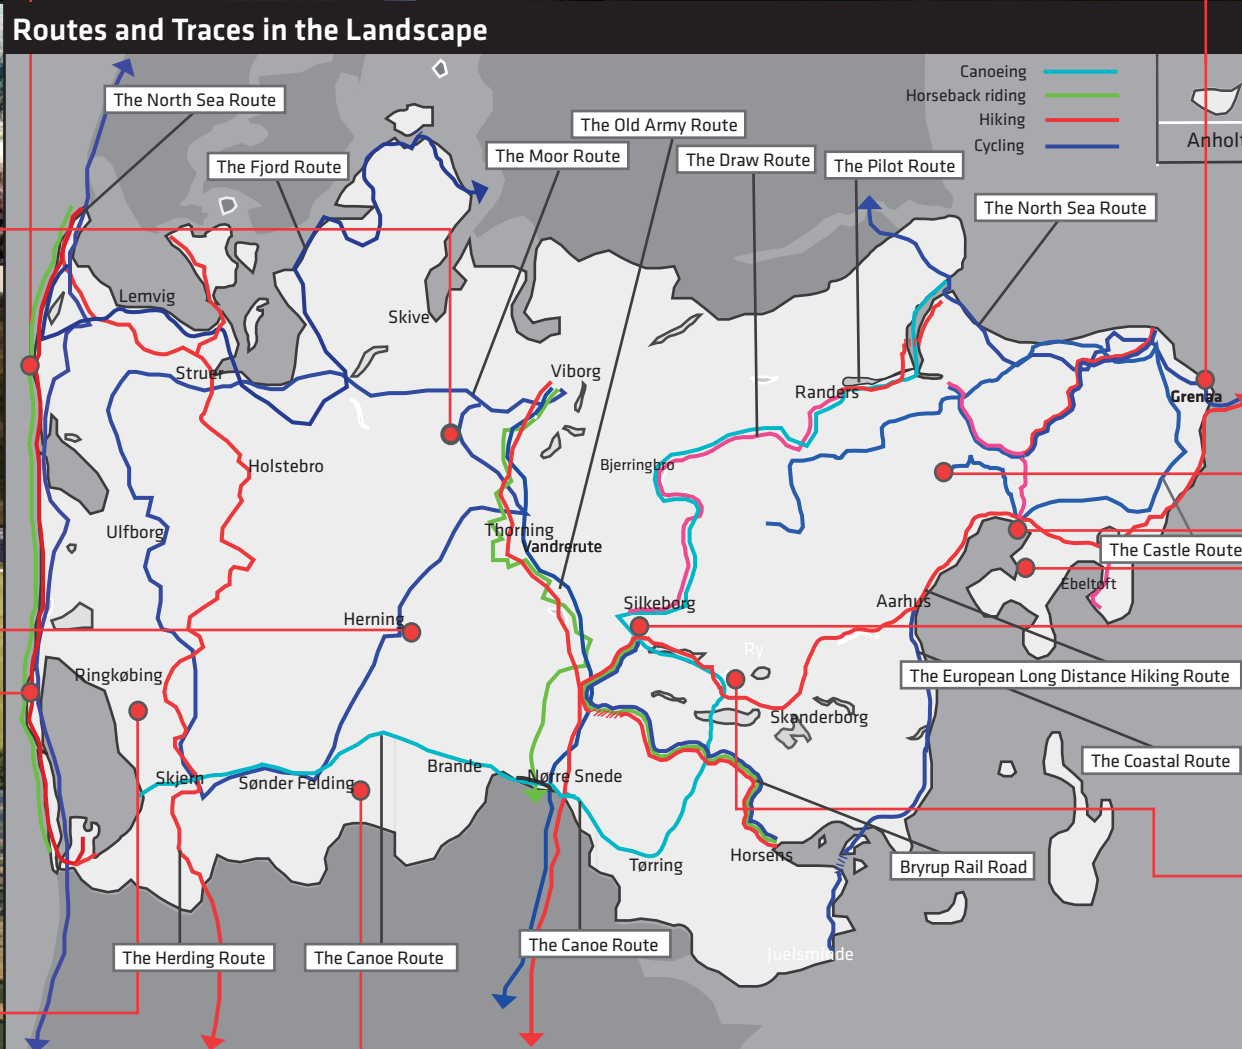 Routes and Traces in the Landscape
Canoeing
Horseback riding
Hiking
Cycling
The North Sea Route
The Fjord Route
The Moor Route
The Old Army Route
The Draw Route
The Pilot Route
The North Sea Route
Lemvig
Skive
Struer
Viborg
Randers
Grenaa
Holstebro
Bjerringbro
Ulfborg
Thorning
Vandrerute
The Castle Route
Ebeltoft
Herning
Silkeborg
Aarhus
Ry
Ringkøbing
The European Long Distance Hiking Route
Skanderborg
The Coastal Route
Skjern
Sønder Felding
Brande
Nørre Snede
Tørring
Horsens
Bryrup Rail Road
The Herding Route
The Canoe Route
The Canoe Route
Juelsminde